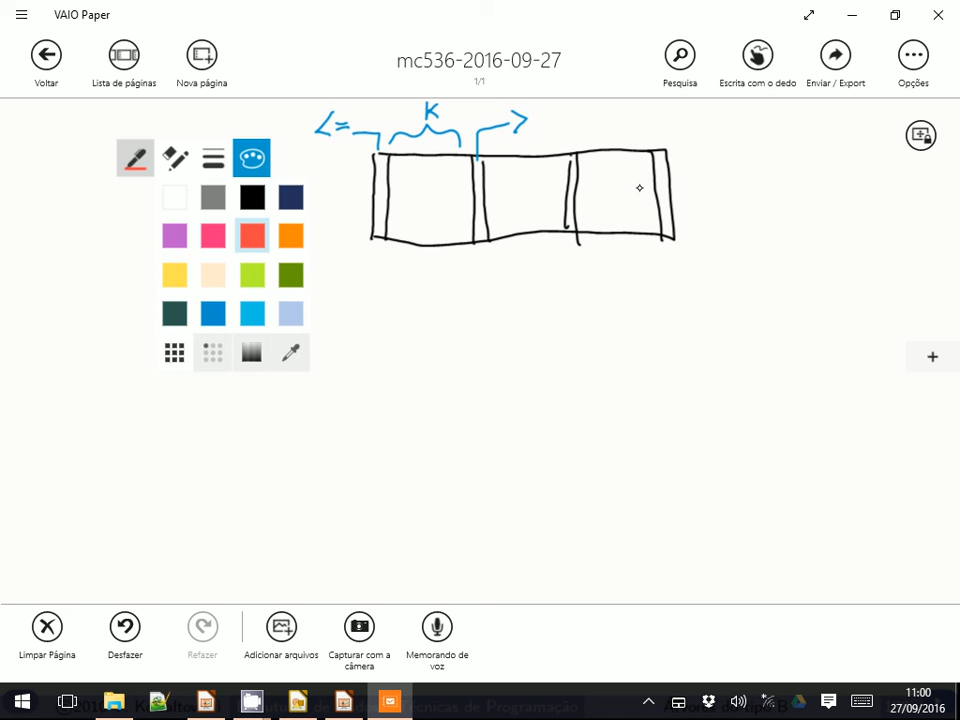 VAIO Paper
Voltar
Lista de páginas
Nova página
mc536-2016-09-27
1/1
Pesquisa
Escrita com o dedo
Enviar / Export
Opções
<= K >
Limpar Página
Desfazer
Refazer
Adicionar arquivos
Capturar com a
câmera
Memorando de
voz
11:00
27/09/2016